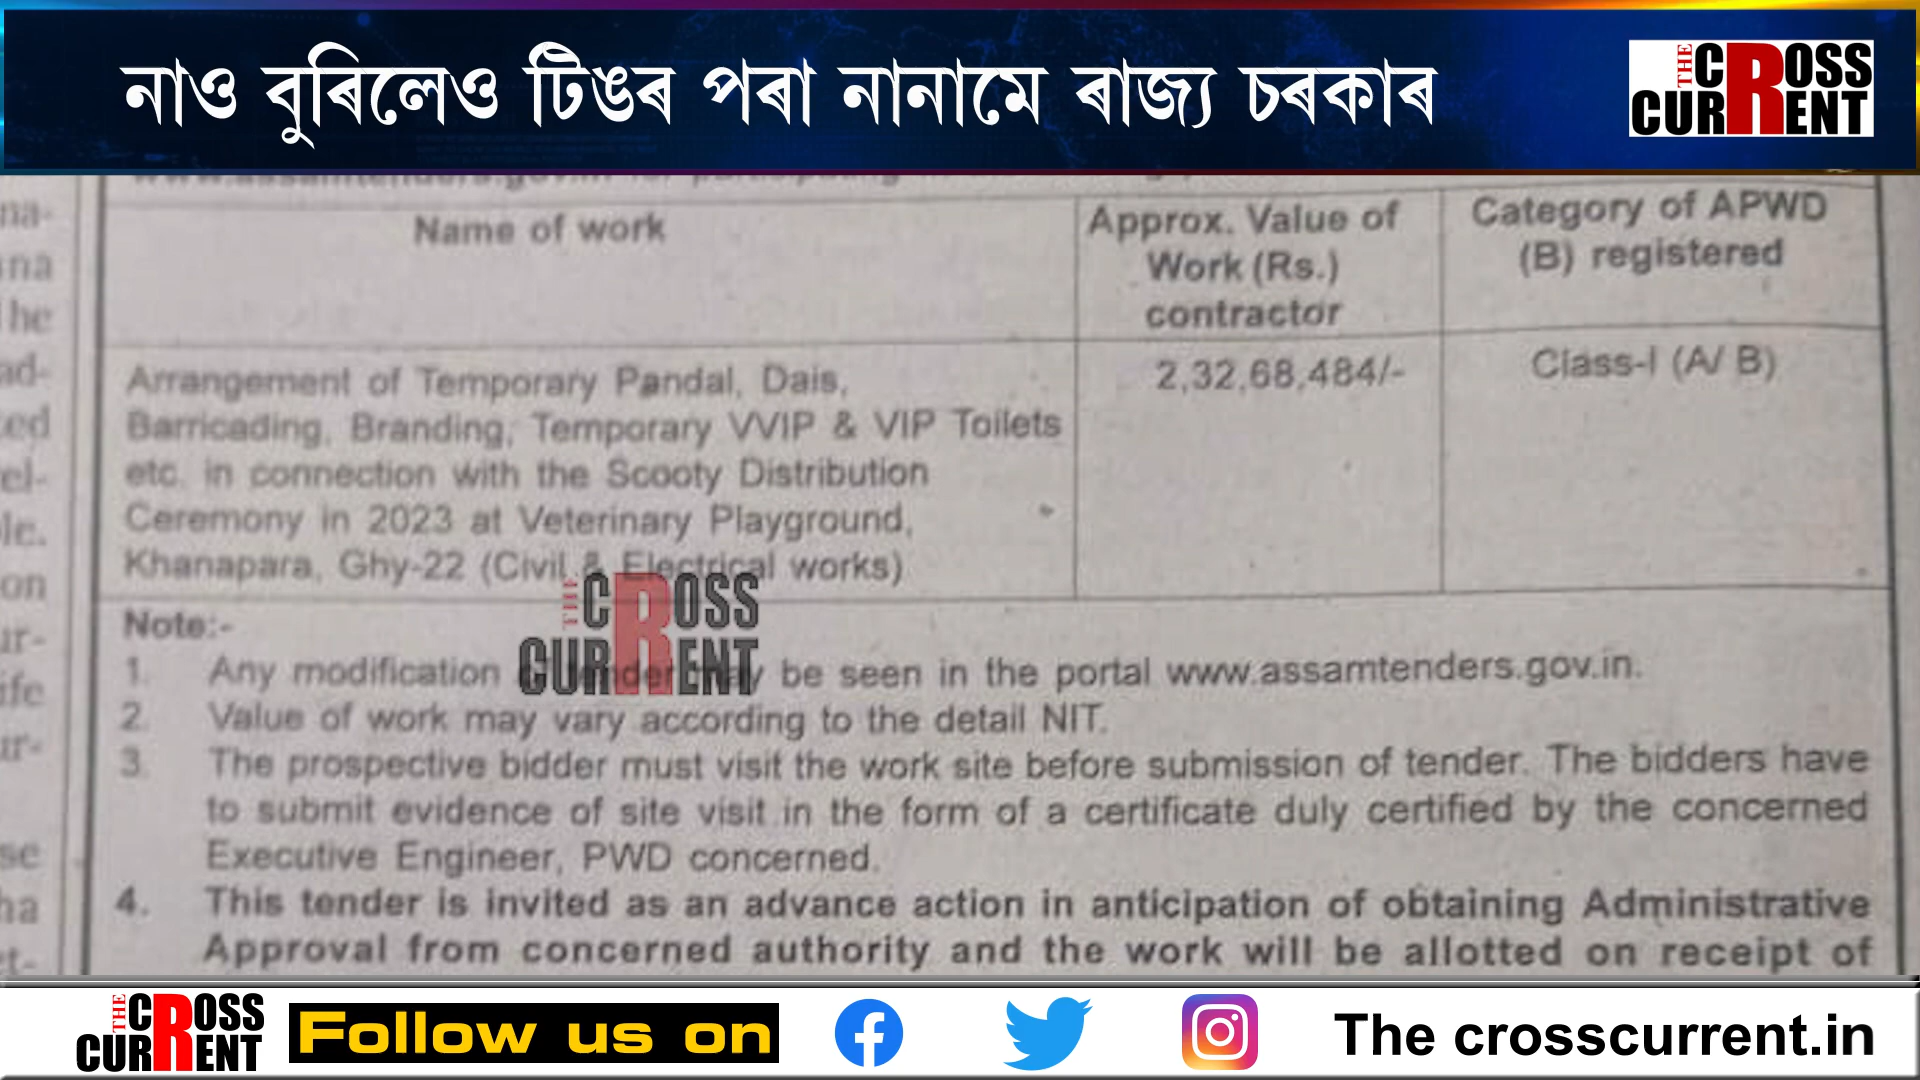 নাও বুৰিলেও টিঙৰ পৰা নানামে ৰাজ্য চৰকাৰ
THE CROSS CURRENT
Name of work
Approx. Value of
Work (Rs.)
contractor
Category of APWD
(B) registered
Arrangement of Temporary Pandal, Dais,
Barricading, Branding, Temporary VVIP & VIP Toilets
etc. in connection with the Scooty Distribution
Ceremony in 2023 at Veterinary Playground,
Khanapara, Ghy-22 (Civil & Electrical works)
2,32,68,484/-
Class-I (A/ B)
THE CROSS CURRENT
Note:-
1. Any modification of tender may be seen in the portal www.assamtenders.gov.in.
2. Value of work may vary according to the detail NIT.
3. The prospective bidder must visit the work site before submission of tender. The bidders have
to submit evidence of site visit in the form of a certificate duly certified by the concerned
Executive Engineer, PWD concerned.
4. This tender is invited as an advance action in anticipation of obtaining Administrative
Approval from concerned authority and the work will be allotted on receipt of
THE CROSS CURRENT
Follow us on
The crosscurrent.in